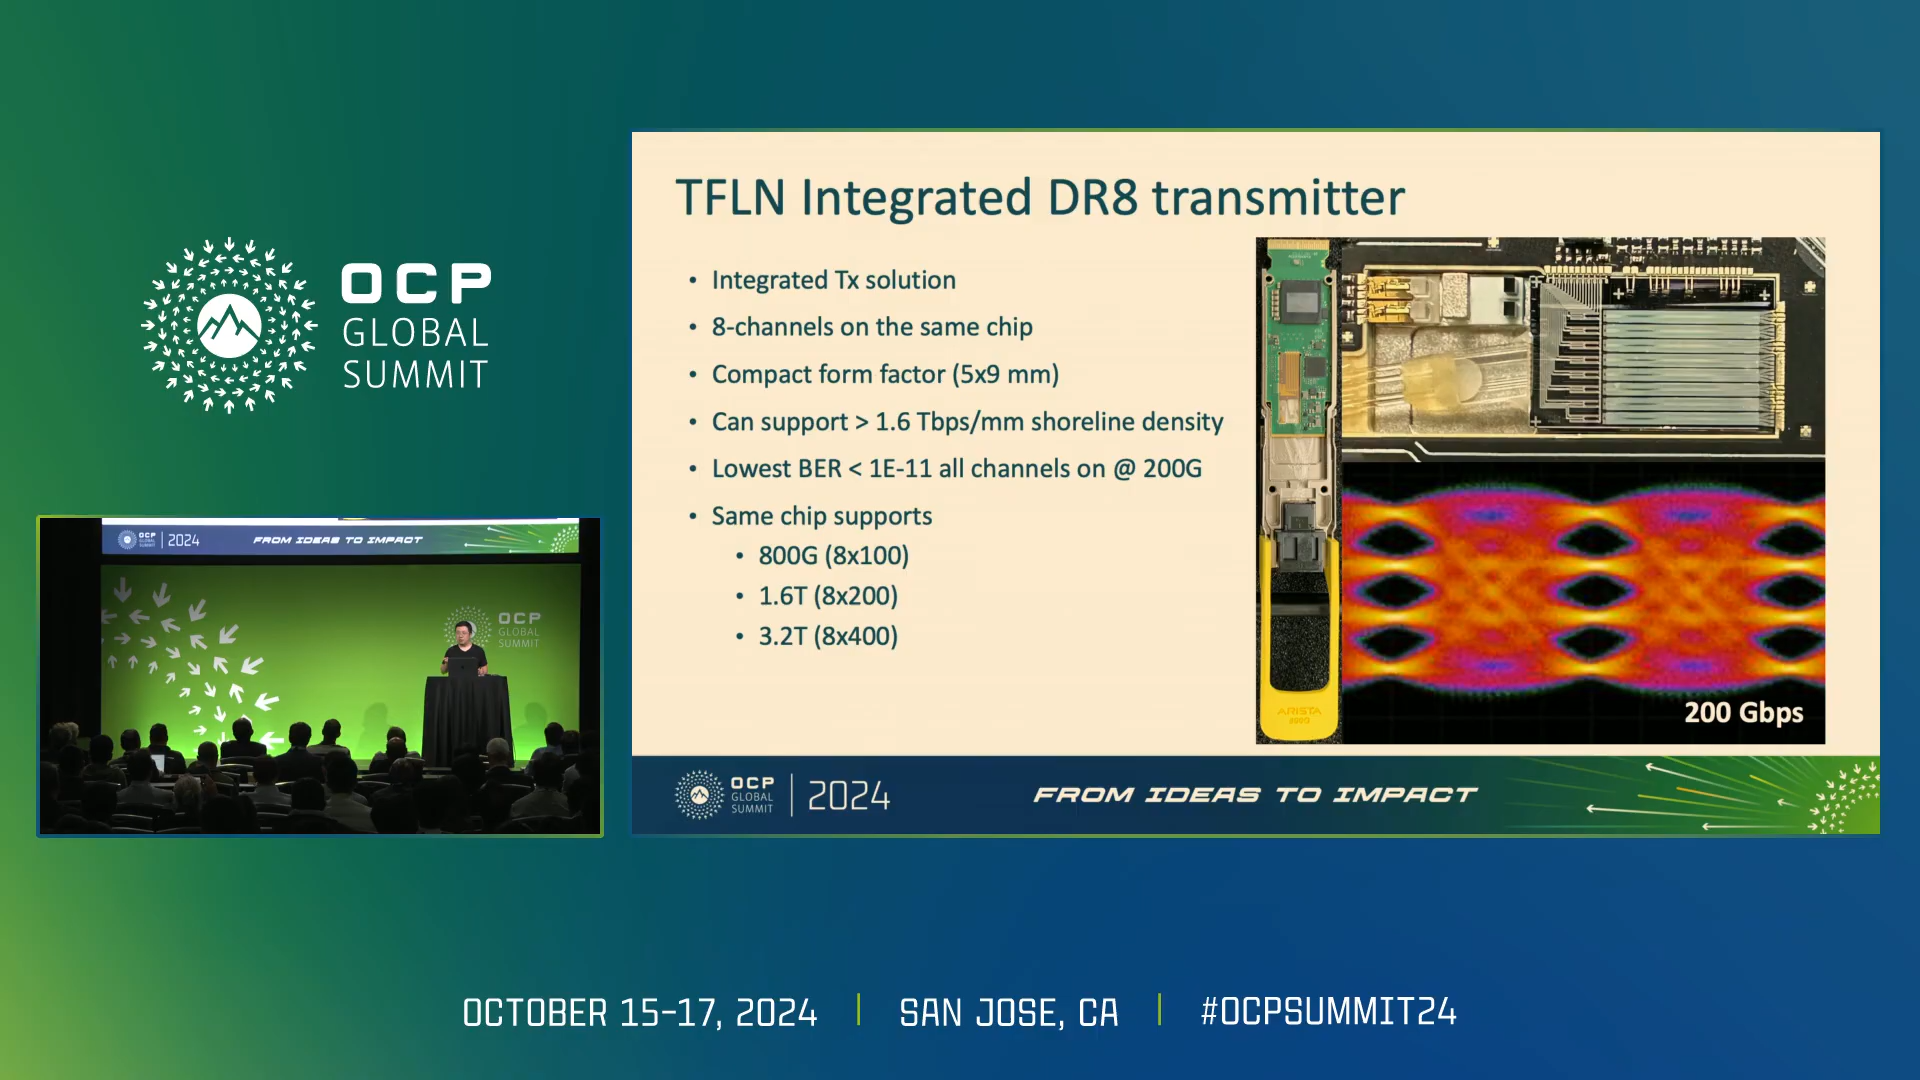 OCP
GLOBAL
SUMMIT
OCP
GLOBAL
SUMMIT
2024
FROM IDEAS TO IMPACT
OCP
GLOBAL
SUMMIT
TFLN Integrated DR8 transmitter
• Integrated Tx solution
• 8-channels on the same chip
• Compact form factor (5x9 mm)
• Can support > 1.6 Tbps/mm shoreline density
• Lowest BER < 1E-11 all channels on @ 200G
• Same chip supports
• 800G (8x100)
• 1.6T (8x200)
• 3.2T (8x400)
ARISTA
200 Gbps
OCP
GLOBAL
SUMMIT
2024
FROM IDEAS TO IMPACT
OCTOBER 15-17, 2024 | SAN JOSE, CA | #OCPSUMMIT24